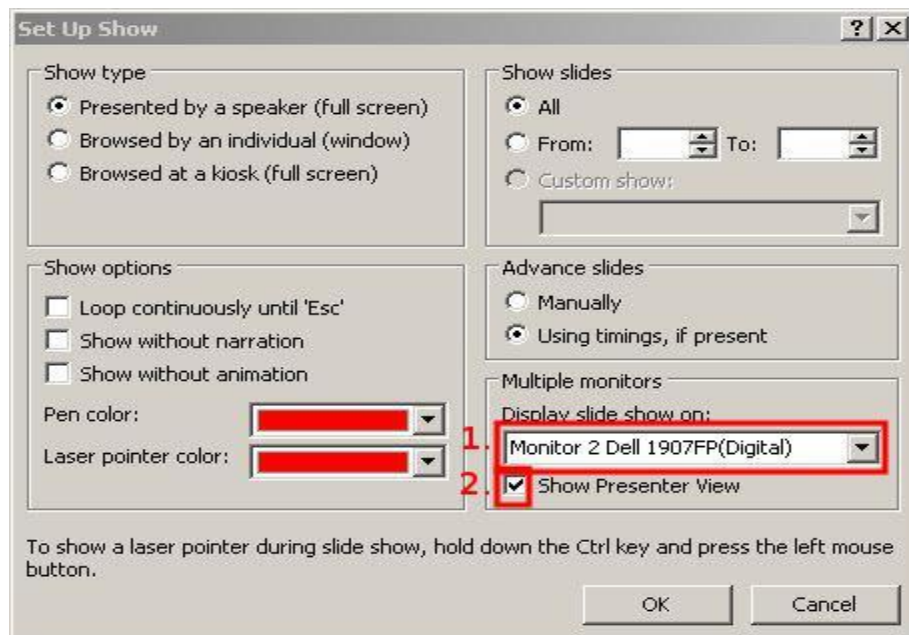 Set Up Show
Show type
Presented by a speaker (full screen)
Browsed by an individual (window)
Browsed at a kiosk (full screen)
Show slides
All
From: To:
Custom show:
Show options
Loop continuously until 'Esc'
Show without narration
Show without animation
Pen color:
Laser pointer color:
Advance slides
Manually
Using timings, if present
Multiple monitors
Display slide show on:
1. Monitor 2 Dell 1907FP(Digital)
2. Show Presenter View
To show a laser pointer during slide show, hold down the Ctrl key and press the left mouse
button.
OK Cancel